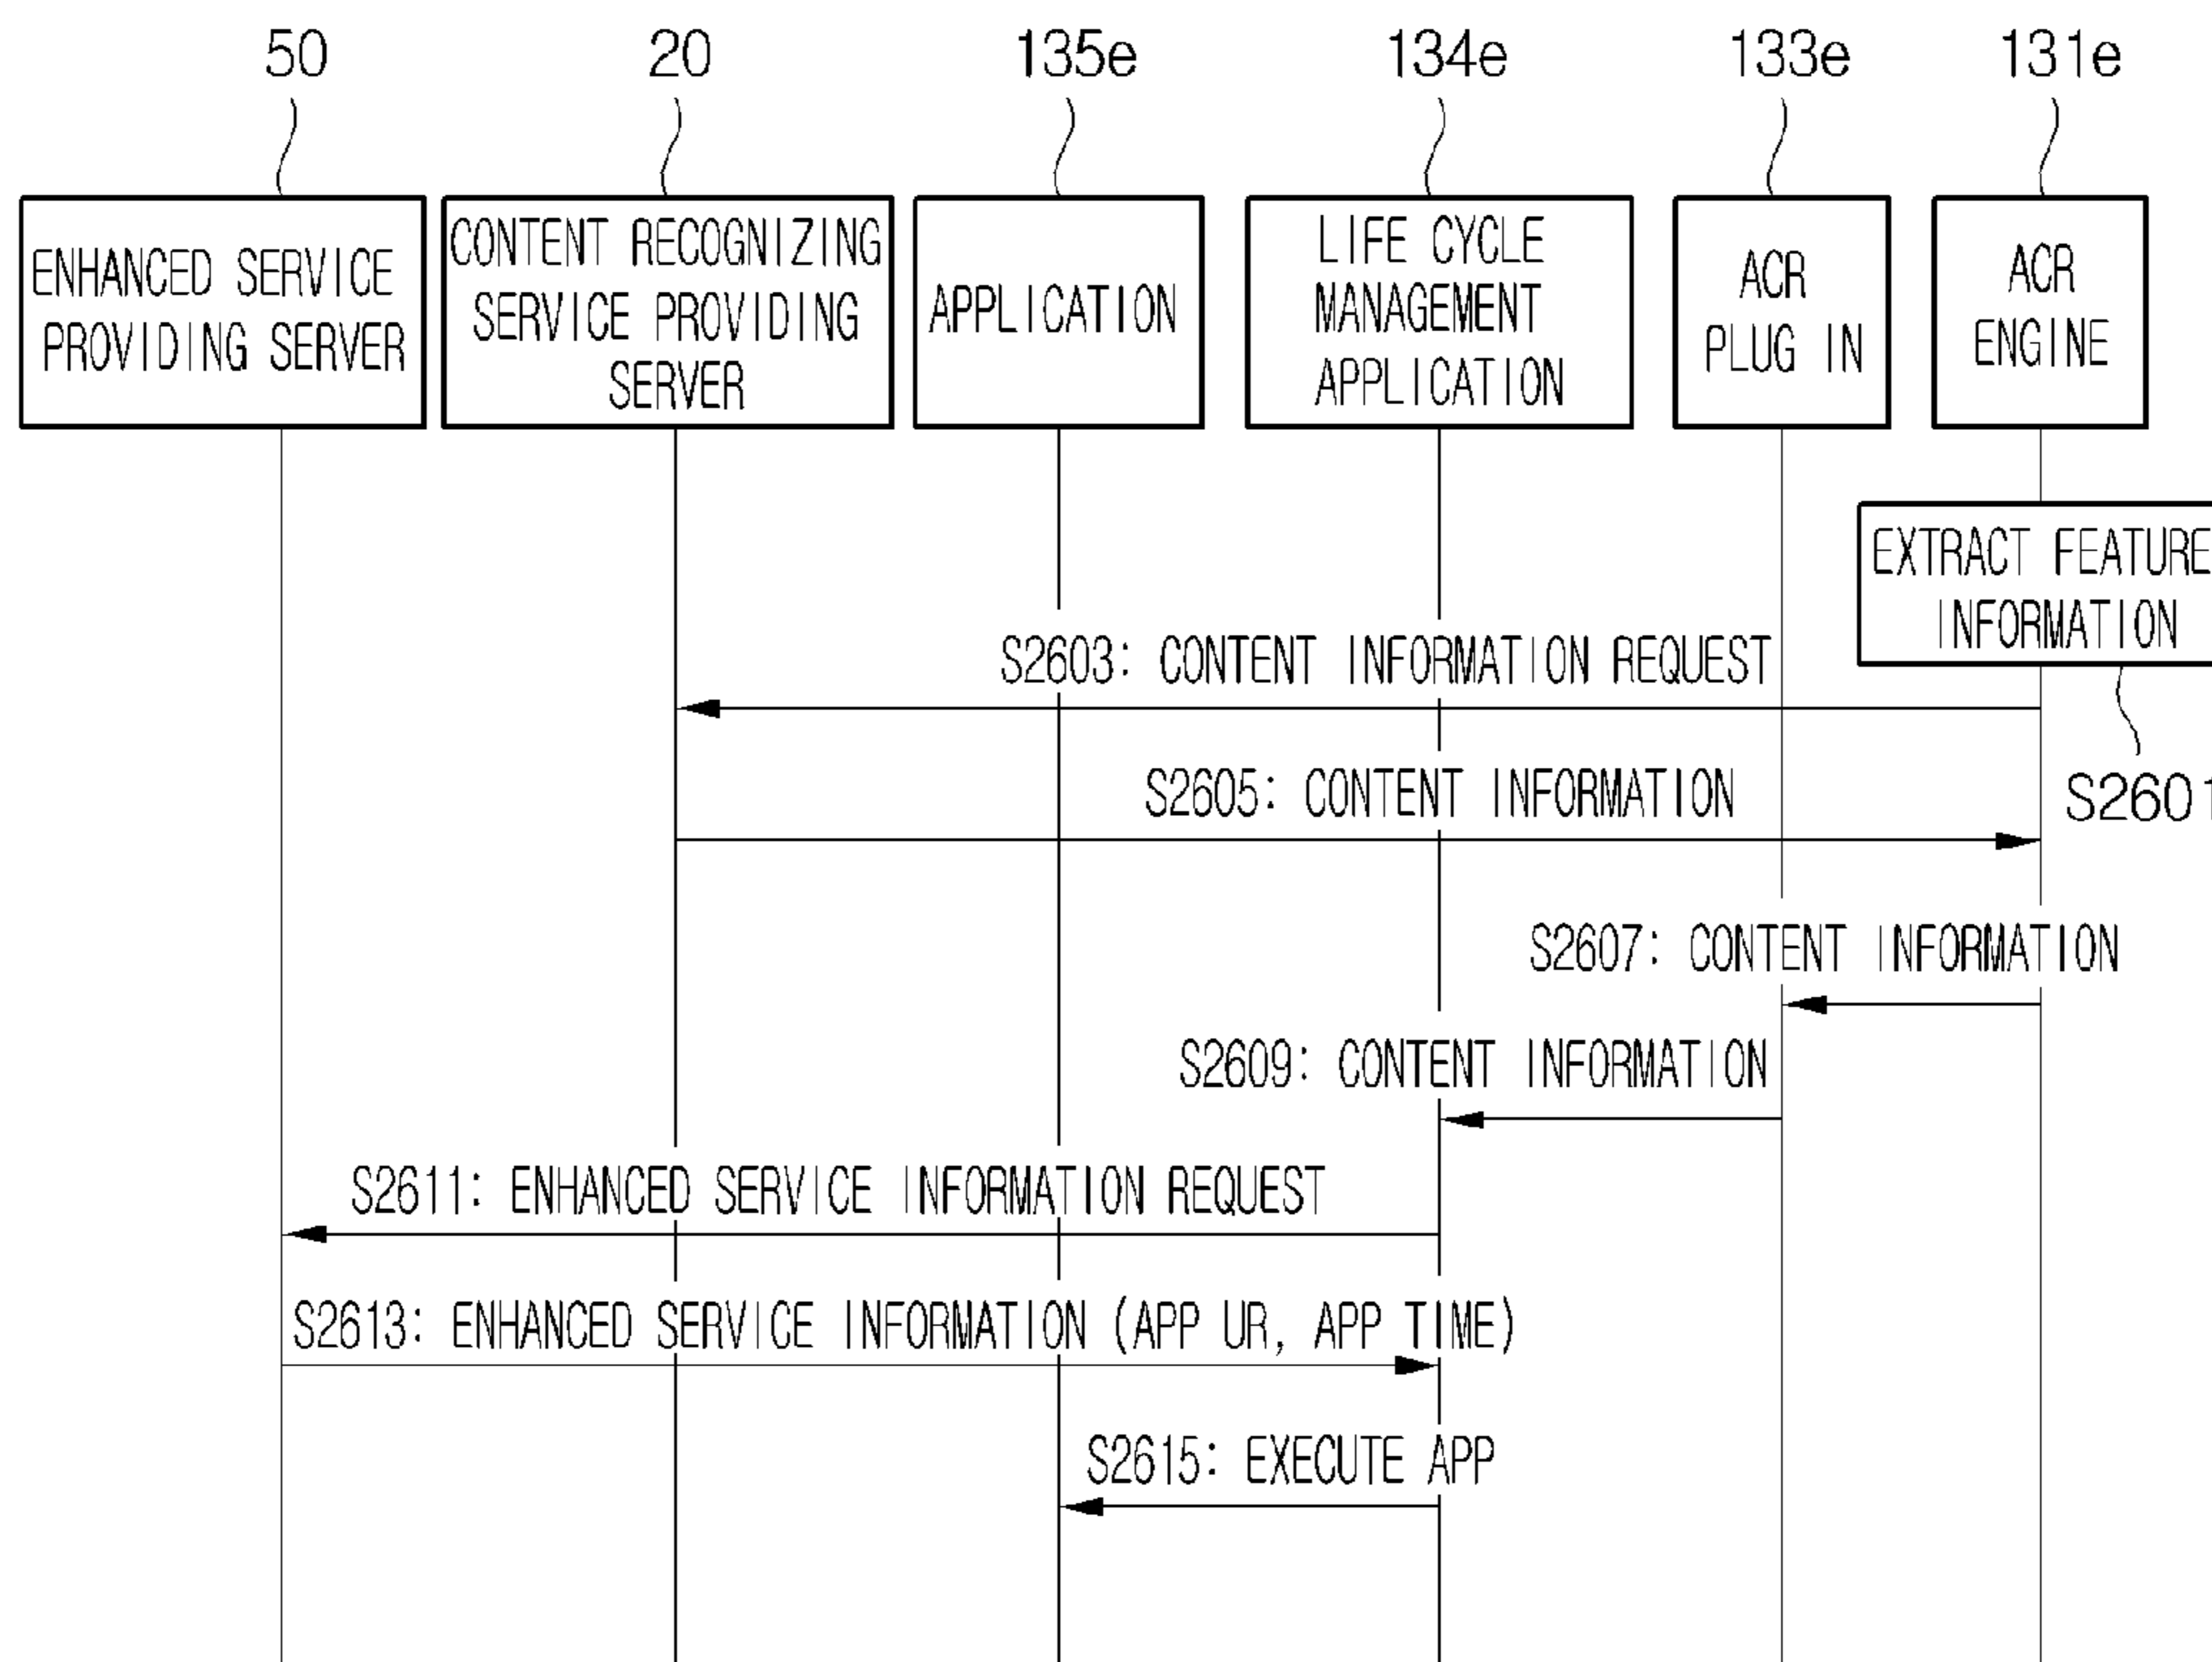 50
20
135e
134e
133e
131e
ENHANCED SERVICE
PROVIDING SERVER
CONTENT RECOGNIZING
SERVICE PROVIDING
SERVER
APPLICATION
LIFE CYCLE
MANAGEMENT
APPLICATION
ACR
PLUG IN
ACR
ENGINE
EXTRACT FEATURE
INFORMATION
S2603: CONTENT INFORMATION REQUEST
S2605: CONTENT INFORMATION
S2601
S2607: CONTENT INFORMATION
S2609: CONTENT INFORMATION
S2611: ENHANCED SERVICE INFORMATION REQUEST
S2613: ENHANCED SERVICE INFORMATION (APP UR, APP TIME)
S2615: EXECUTE APP